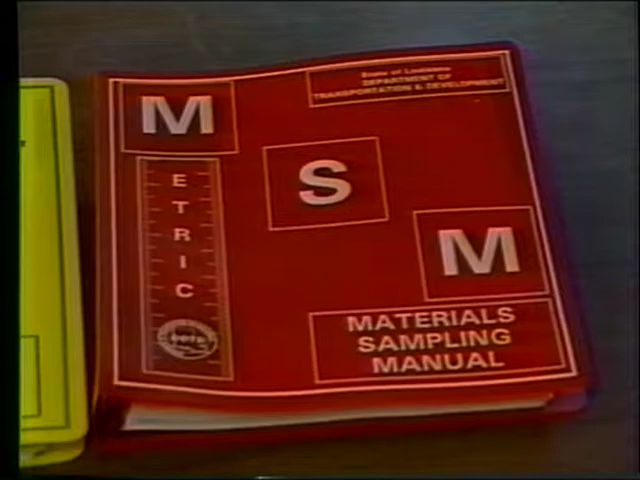 State of Louisiana
DEPARTMENT OF
TRANSPORTATION & DEVELOPMENT
M
S
M
METRIC
MATERIALS
SAMPLING
MANUAL